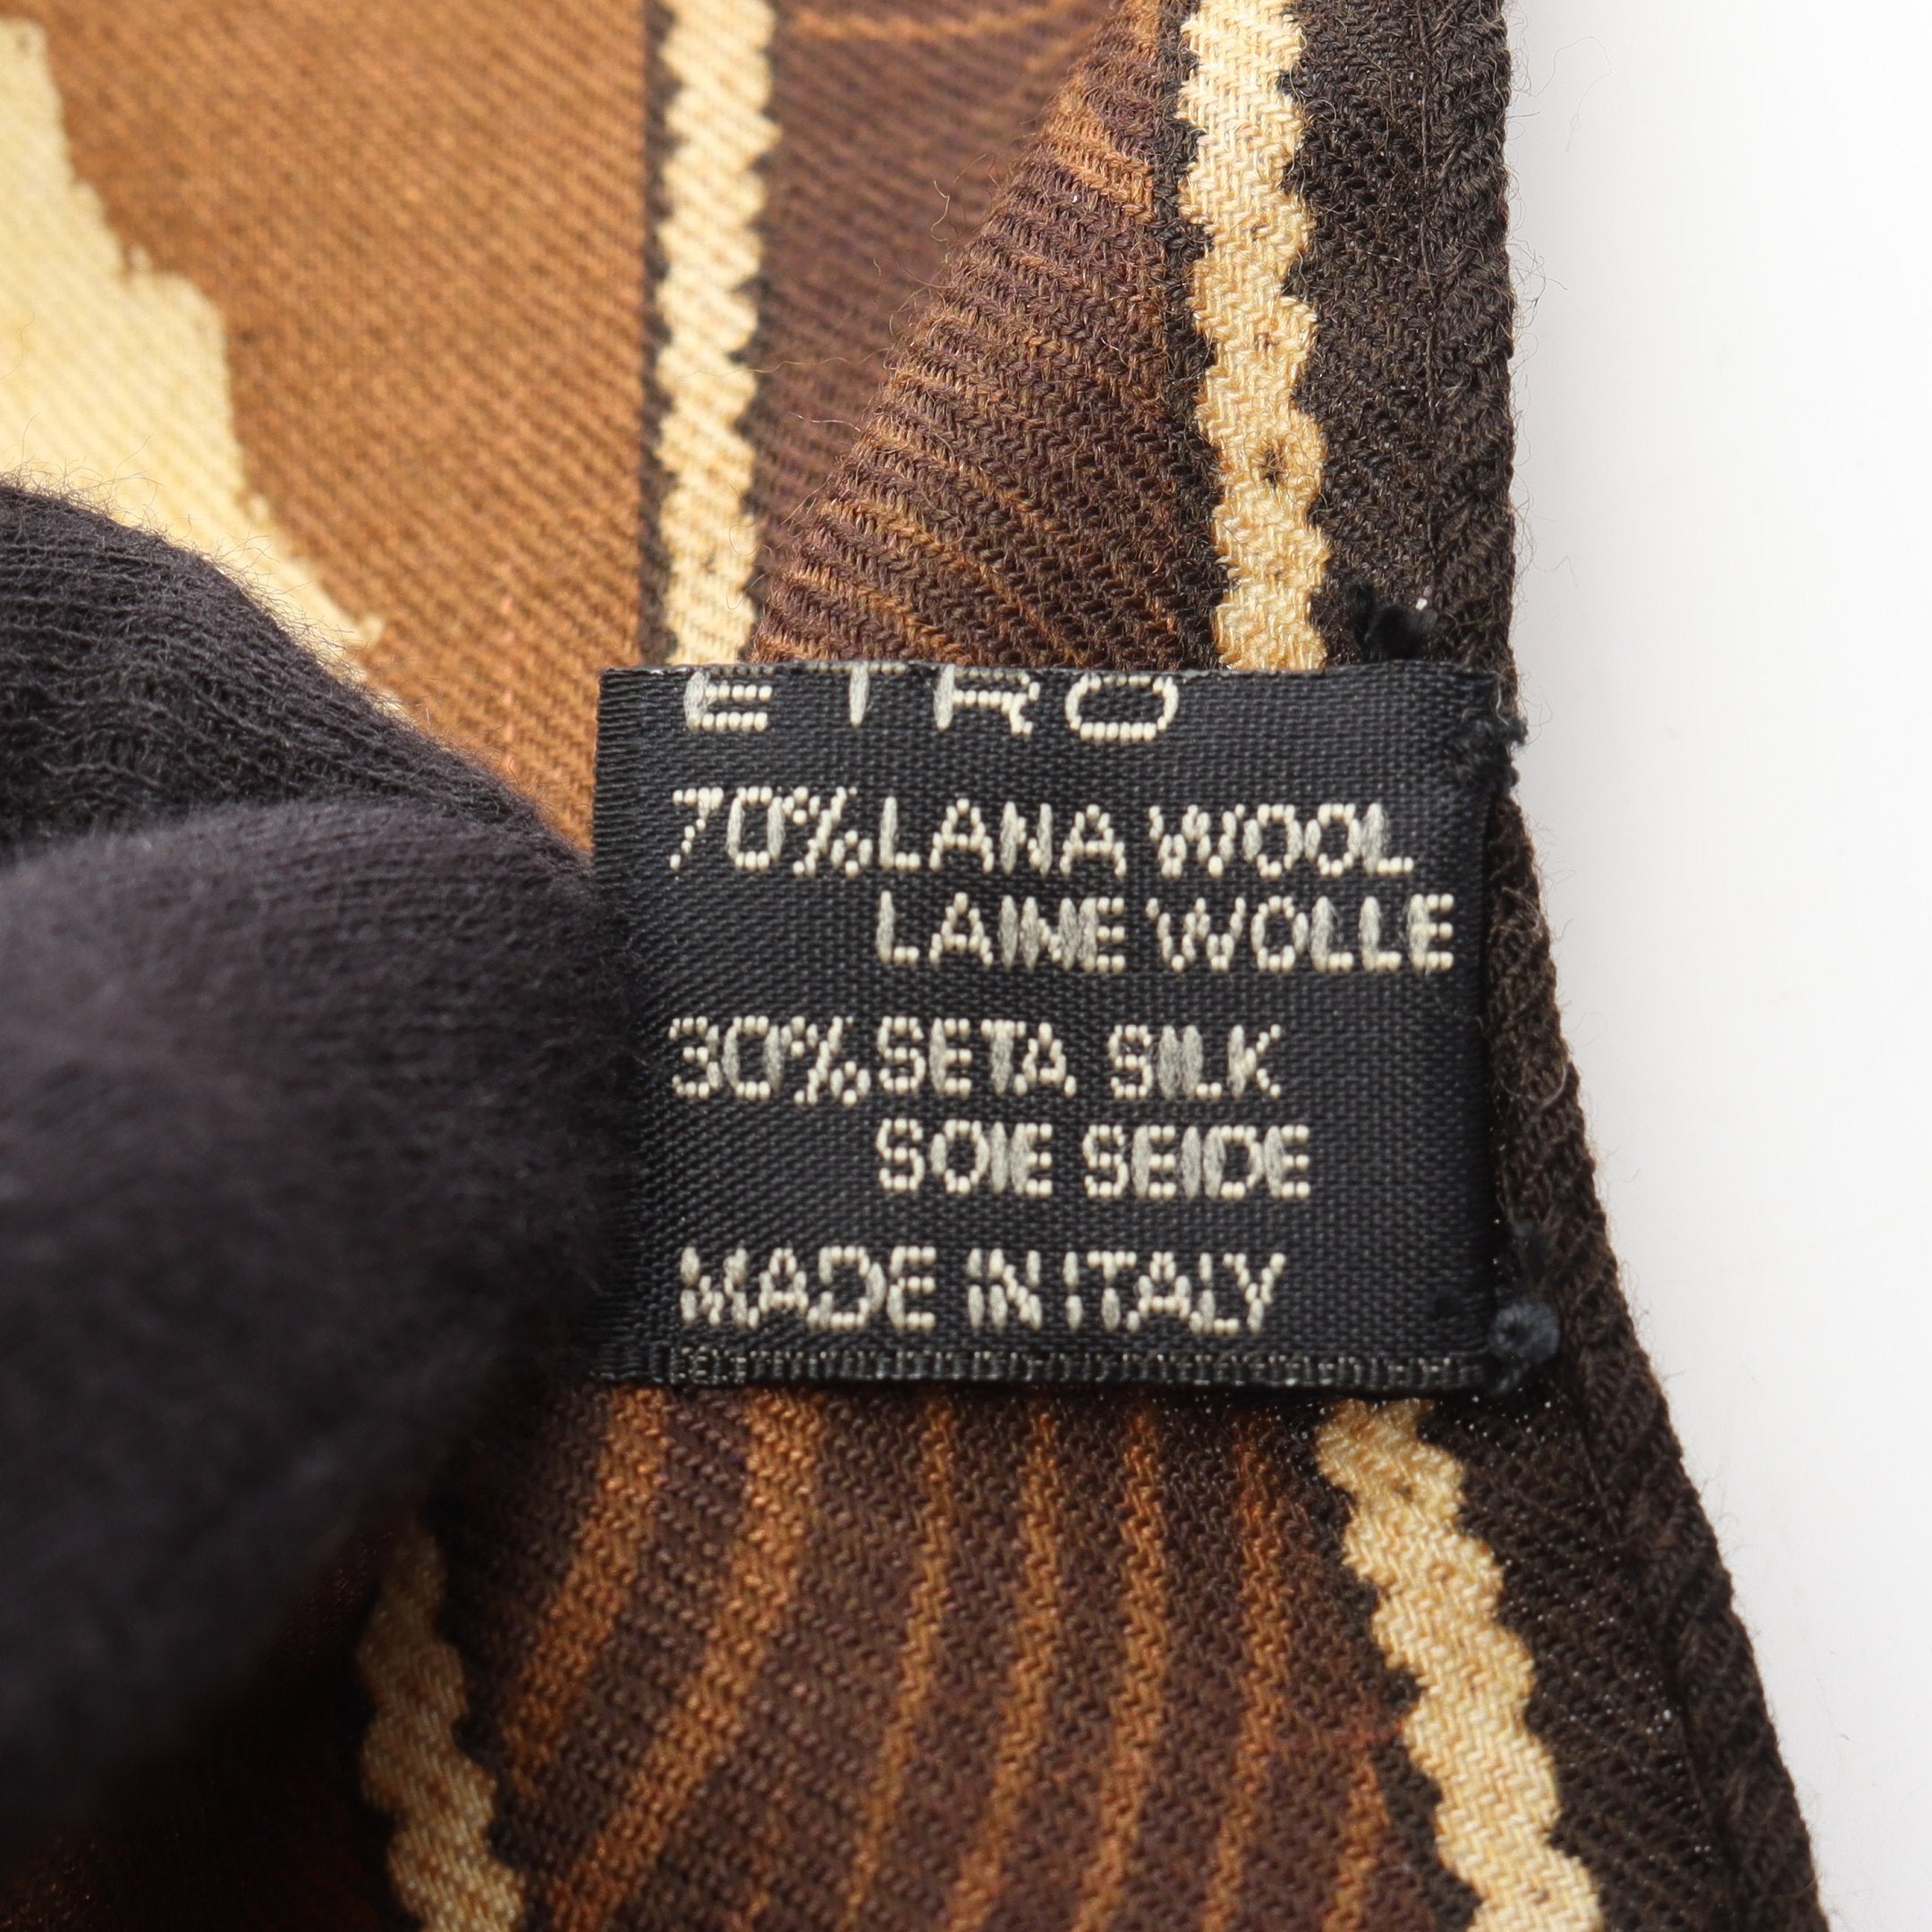 ETRO
70% LANA WOOL
LAINE WOLLE
30% SETA SILK
SOIE SEIDE
MADE IN ITALY